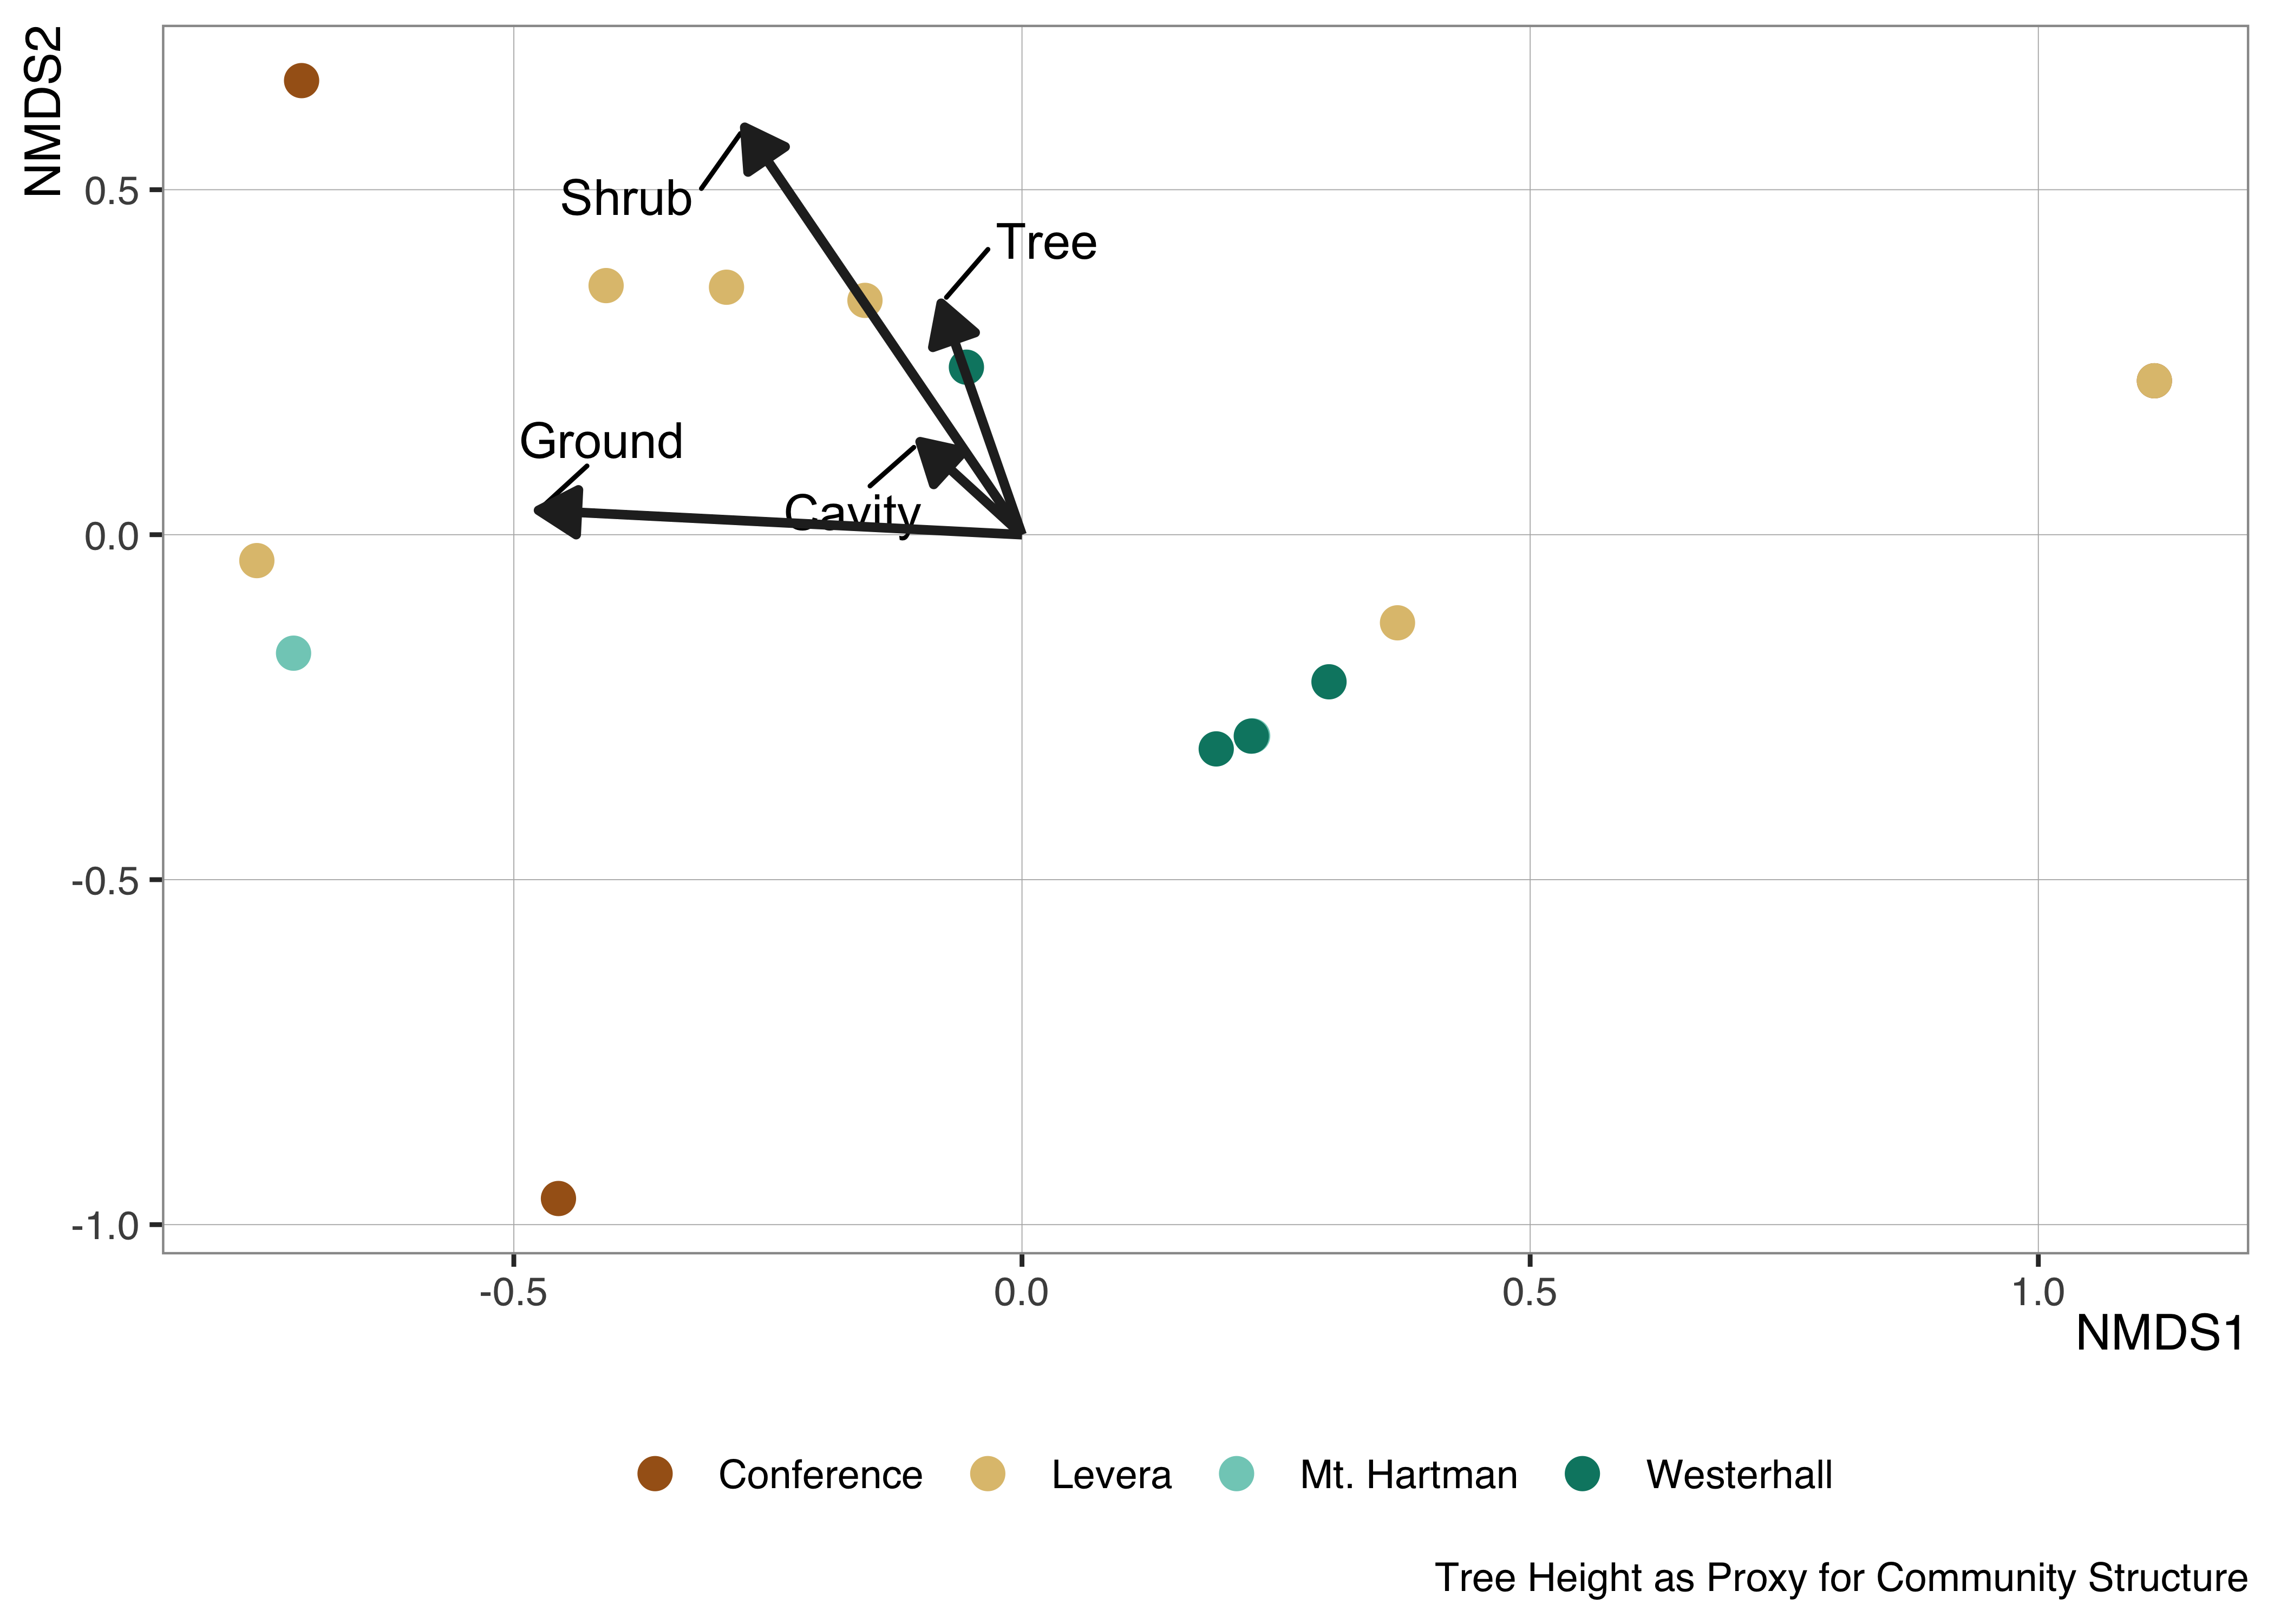 NMDS2
0.5
0.0
-0.5
-1.0
Shrub
Tree
Ground
Cavity
-0.5 0.0 0.5 1.0
NMDS1
Conference Levera Mt. Hartman Westerhall
Tree Height as Proxy for Community Structure